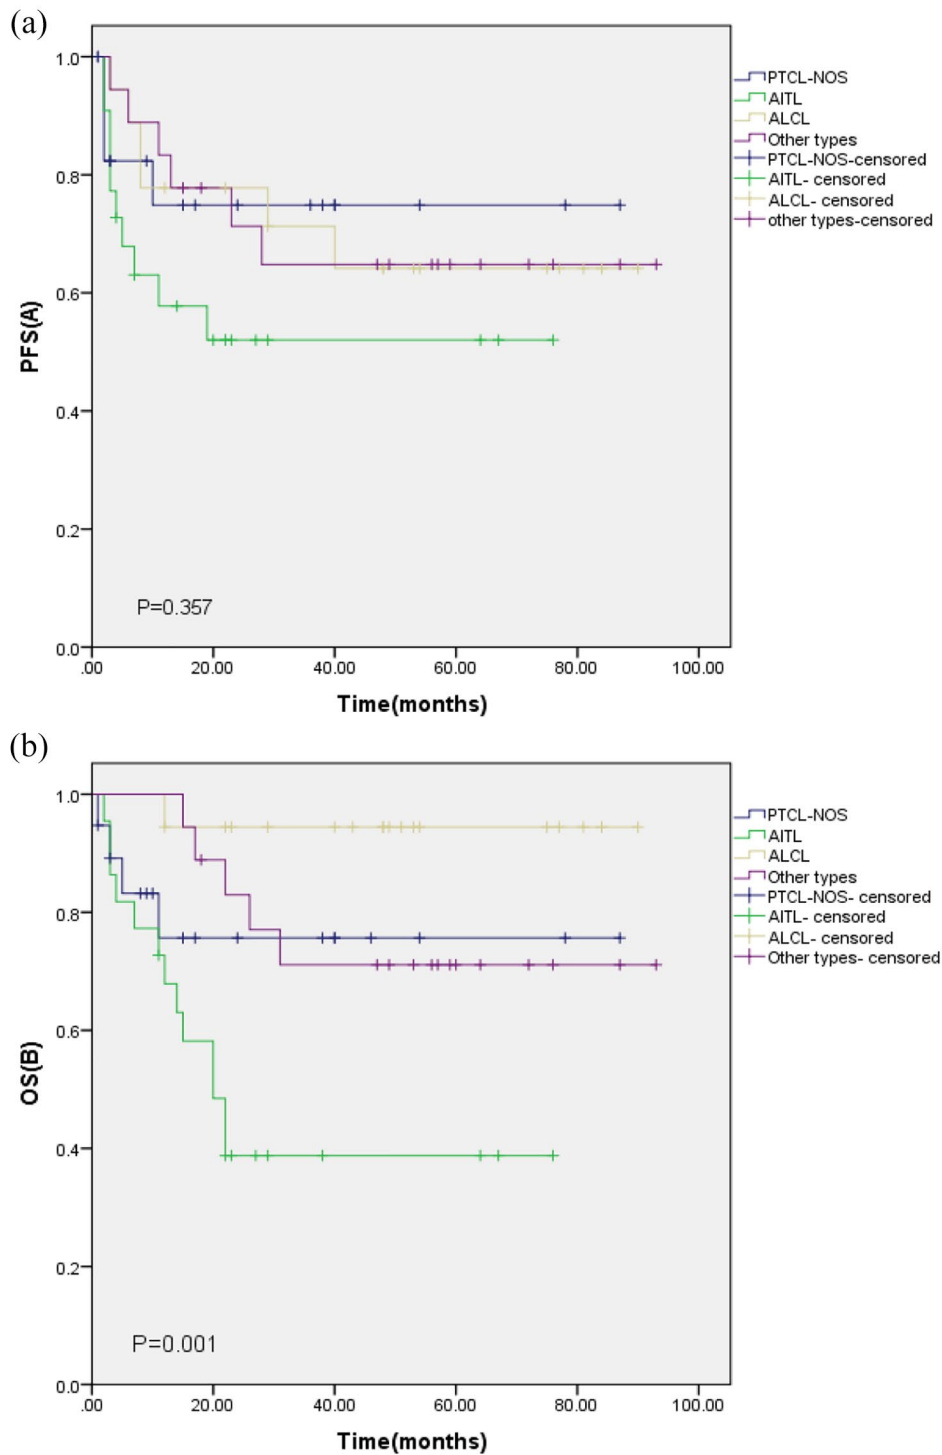 (a)
1.0
0.8
0.6
0.4
0.2
0.0
PFS(A)
P=0.357
.00 20.00 40.00 60.00 80.00 100.00
Time(months)
PTCL-NOS
AITL
ALCL
Other types
PTCL-NOS-censored
AITL- censored
ALCL- censored
other types-censored
(b)
1.0
0.8
0.6
0.4
0.2
0.0
OS(B)
P=0.001
.00 20.00 40.00 60.00 80.00 100.00
Time(months)
PTCL-NOS
AITL
ALCL
Other types
PTCL-NOS- censored
AITL- censored
ALCL- censored
Other types- censored